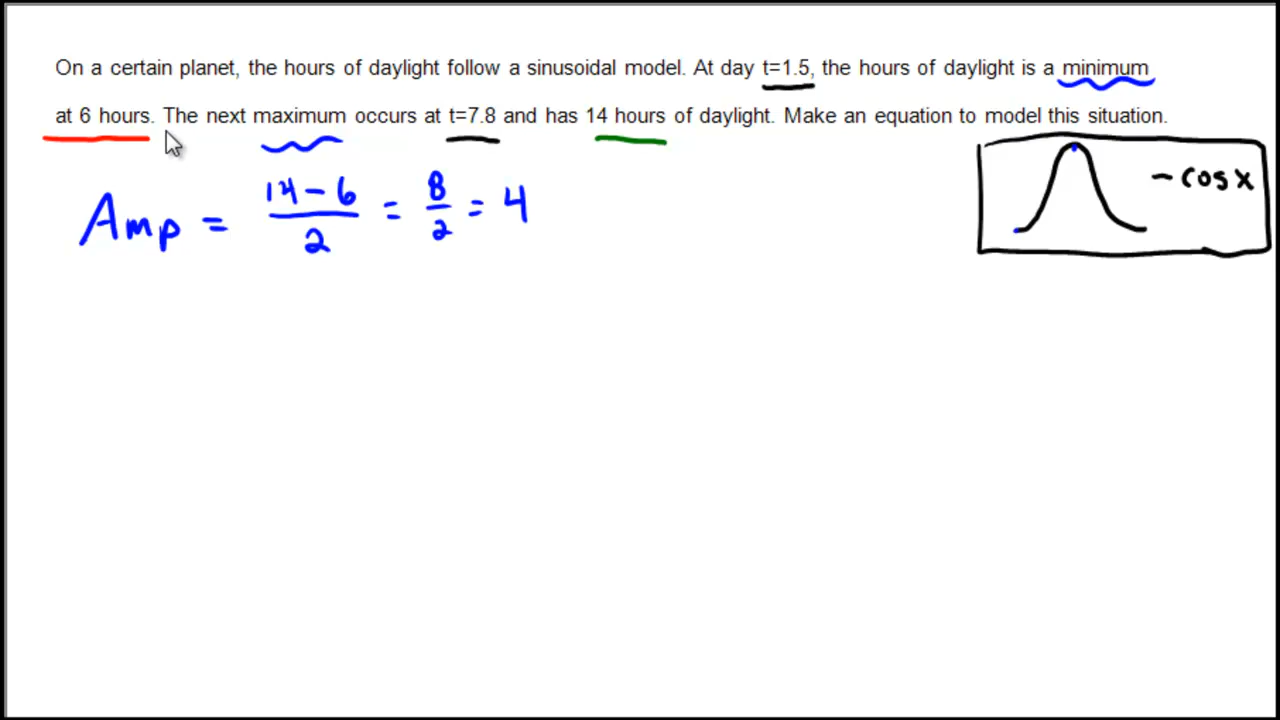 On a certain planet, the hours of daylight follow a sinusoidal model. At day t=1.5, the hours of daylight is a minimum
at 6 hours. The next maximum occurs at t=7.8 and has 14 hours of daylight. Make an equation to model this situation.
- cos x
Amp = 14 - 6 / 2 = 8 / 2 = 4